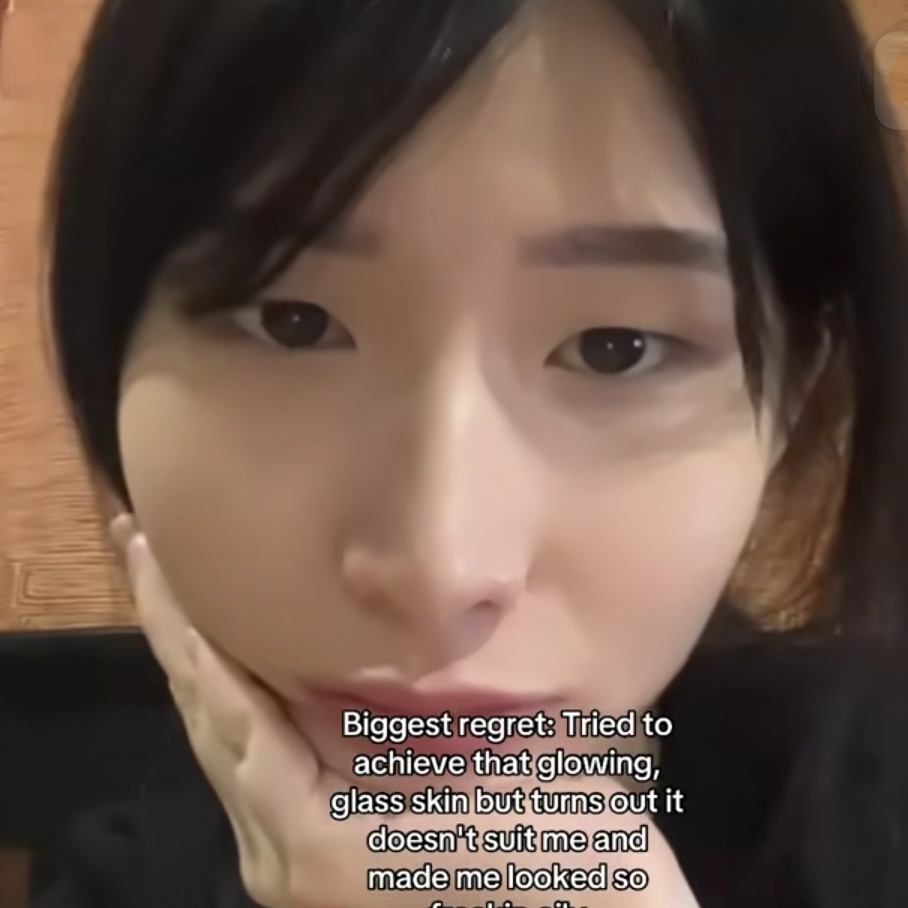 Biggest regret: Tried to
achieve that glowing,
glass skin but turns out it
doesn't suit me and
made me looked so